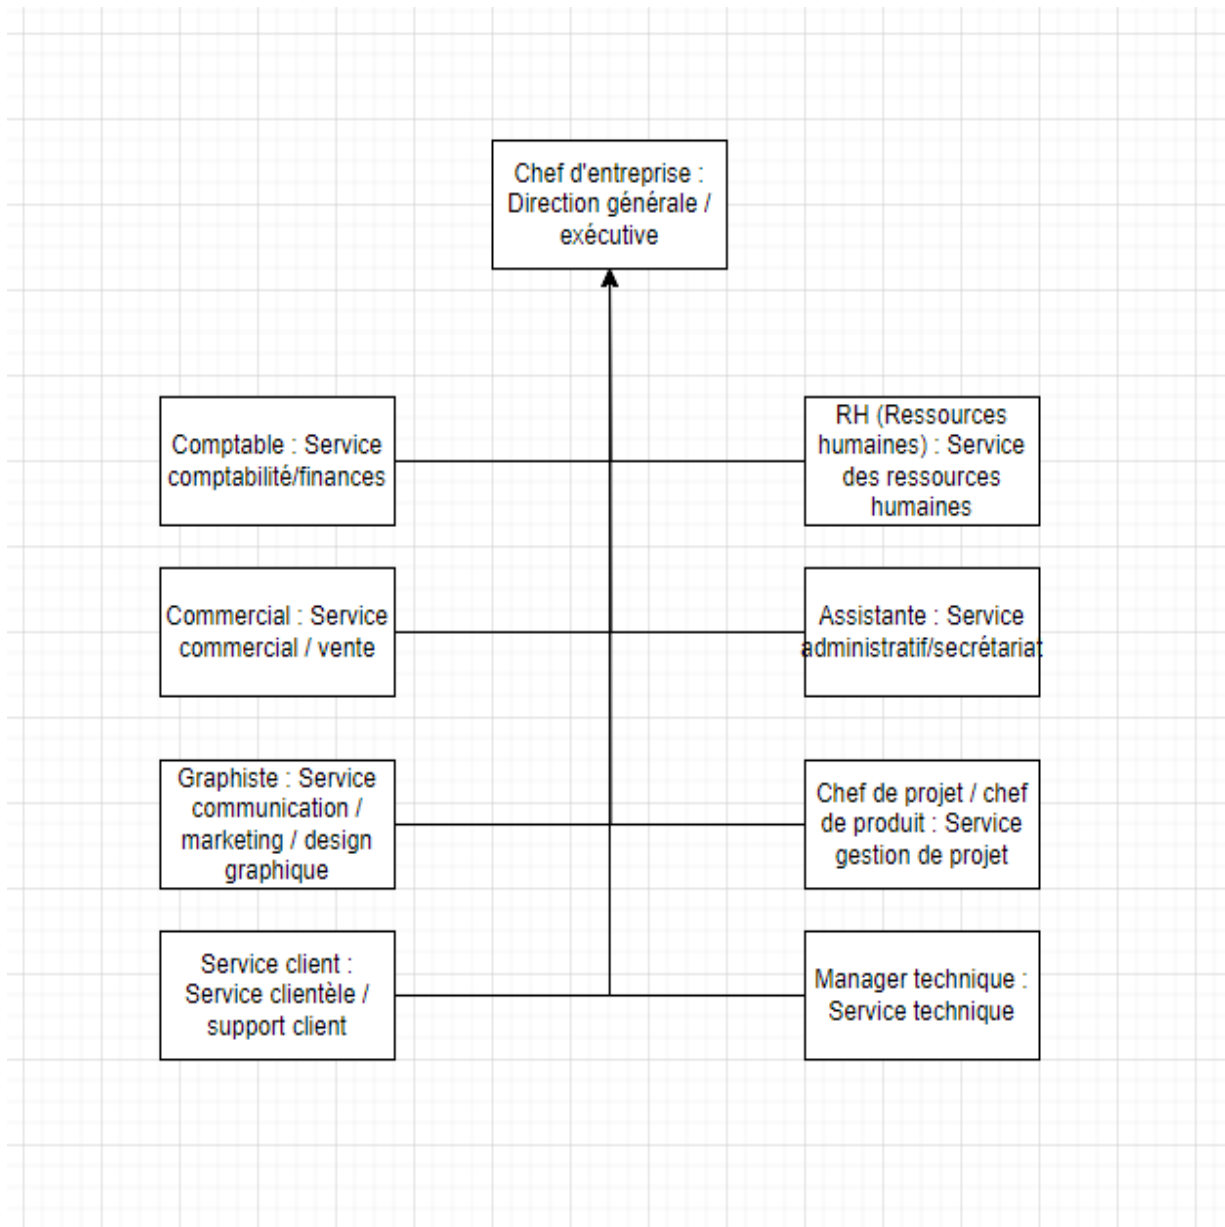 Chef d'entreprise :
Direction générale /
exécutive
Comptable : Service
comptabilité/finances
RH (Ressources
humaines) : Service
des ressources
humaines
Commercial : Service
commercial / vente
Assistante : Service
administratif/secrétariat
Graphiste : Service
communication /
marketing / design
graphique
Chef de projet / chef
de produit : Service
gestion de projet
Service client :
Service clientèle /
support client
Manager technique :
Service technique